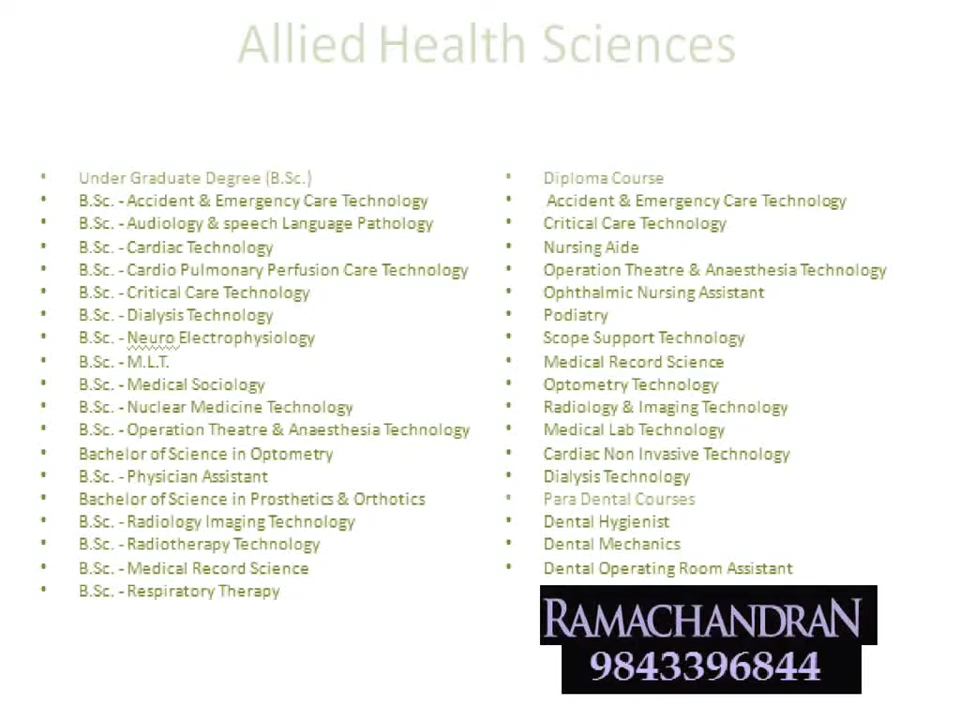 Allied Health Sciences
Under Graduate Degree (B.Sc.)
B.Sc. - Accident & Emergency Care Technology
B.Sc. - Audiology & speech Language Pathology
B.Sc. - Cardiac Technology
B.Sc. - Cardio Pulmonary Perfusion Care Technology
B.Sc. - Critical Care Technology
B.Sc. - Dialysis Technology
B.Sc. - Neuro Electrophysiology
B.Sc. - M.L.T.
B.Sc. - Medical Sociology
B.Sc. - Nuclear Medicine Technology
B.Sc. - Operation Theatre & Anaesthesia Technology
Bachelor of Science in Optometry
B.Sc. - Physician Assistant
Bachelor of Science in Prosthetics & Orthotics
B.Sc. - Radiology Imaging Technology
B.Sc. - Radiotherapy Technology
B.Sc. - Medical Record Science
B.Sc. - Respiratory Therapy
Diploma Course
Accident & Emergency Care Technology
Critical Care Technology
Nursing Aide
Operation Theatre & Anaesthesia Technology
Ophthalmic Nursing Assistant
Podiatry
Scope Support Technology
Medical Record Science
Optometry Technology
Radiology & Imaging Technology
Medical Lab Technology
Cardiac Non Invasive Technology
Dialysis Technology
Para Dental Courses
Dental Hygienist
Dental Mechanics
Dental Operating Room Assistant
RAMACHANDRAN
9843396844